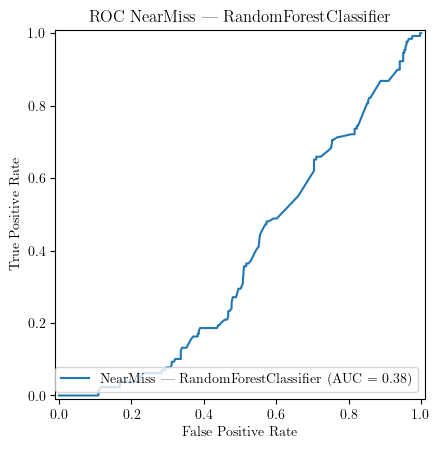 ROC NearMiss — RandomForestClassifier
1.0
0.8
0.6
0.4
0.2
0.0
True Positive Rate
NearMiss — RandomForestClassifier (AUC = 0.38)
0.0 0.2 0.4 0.6 0.8 1.0
False Positive Rate